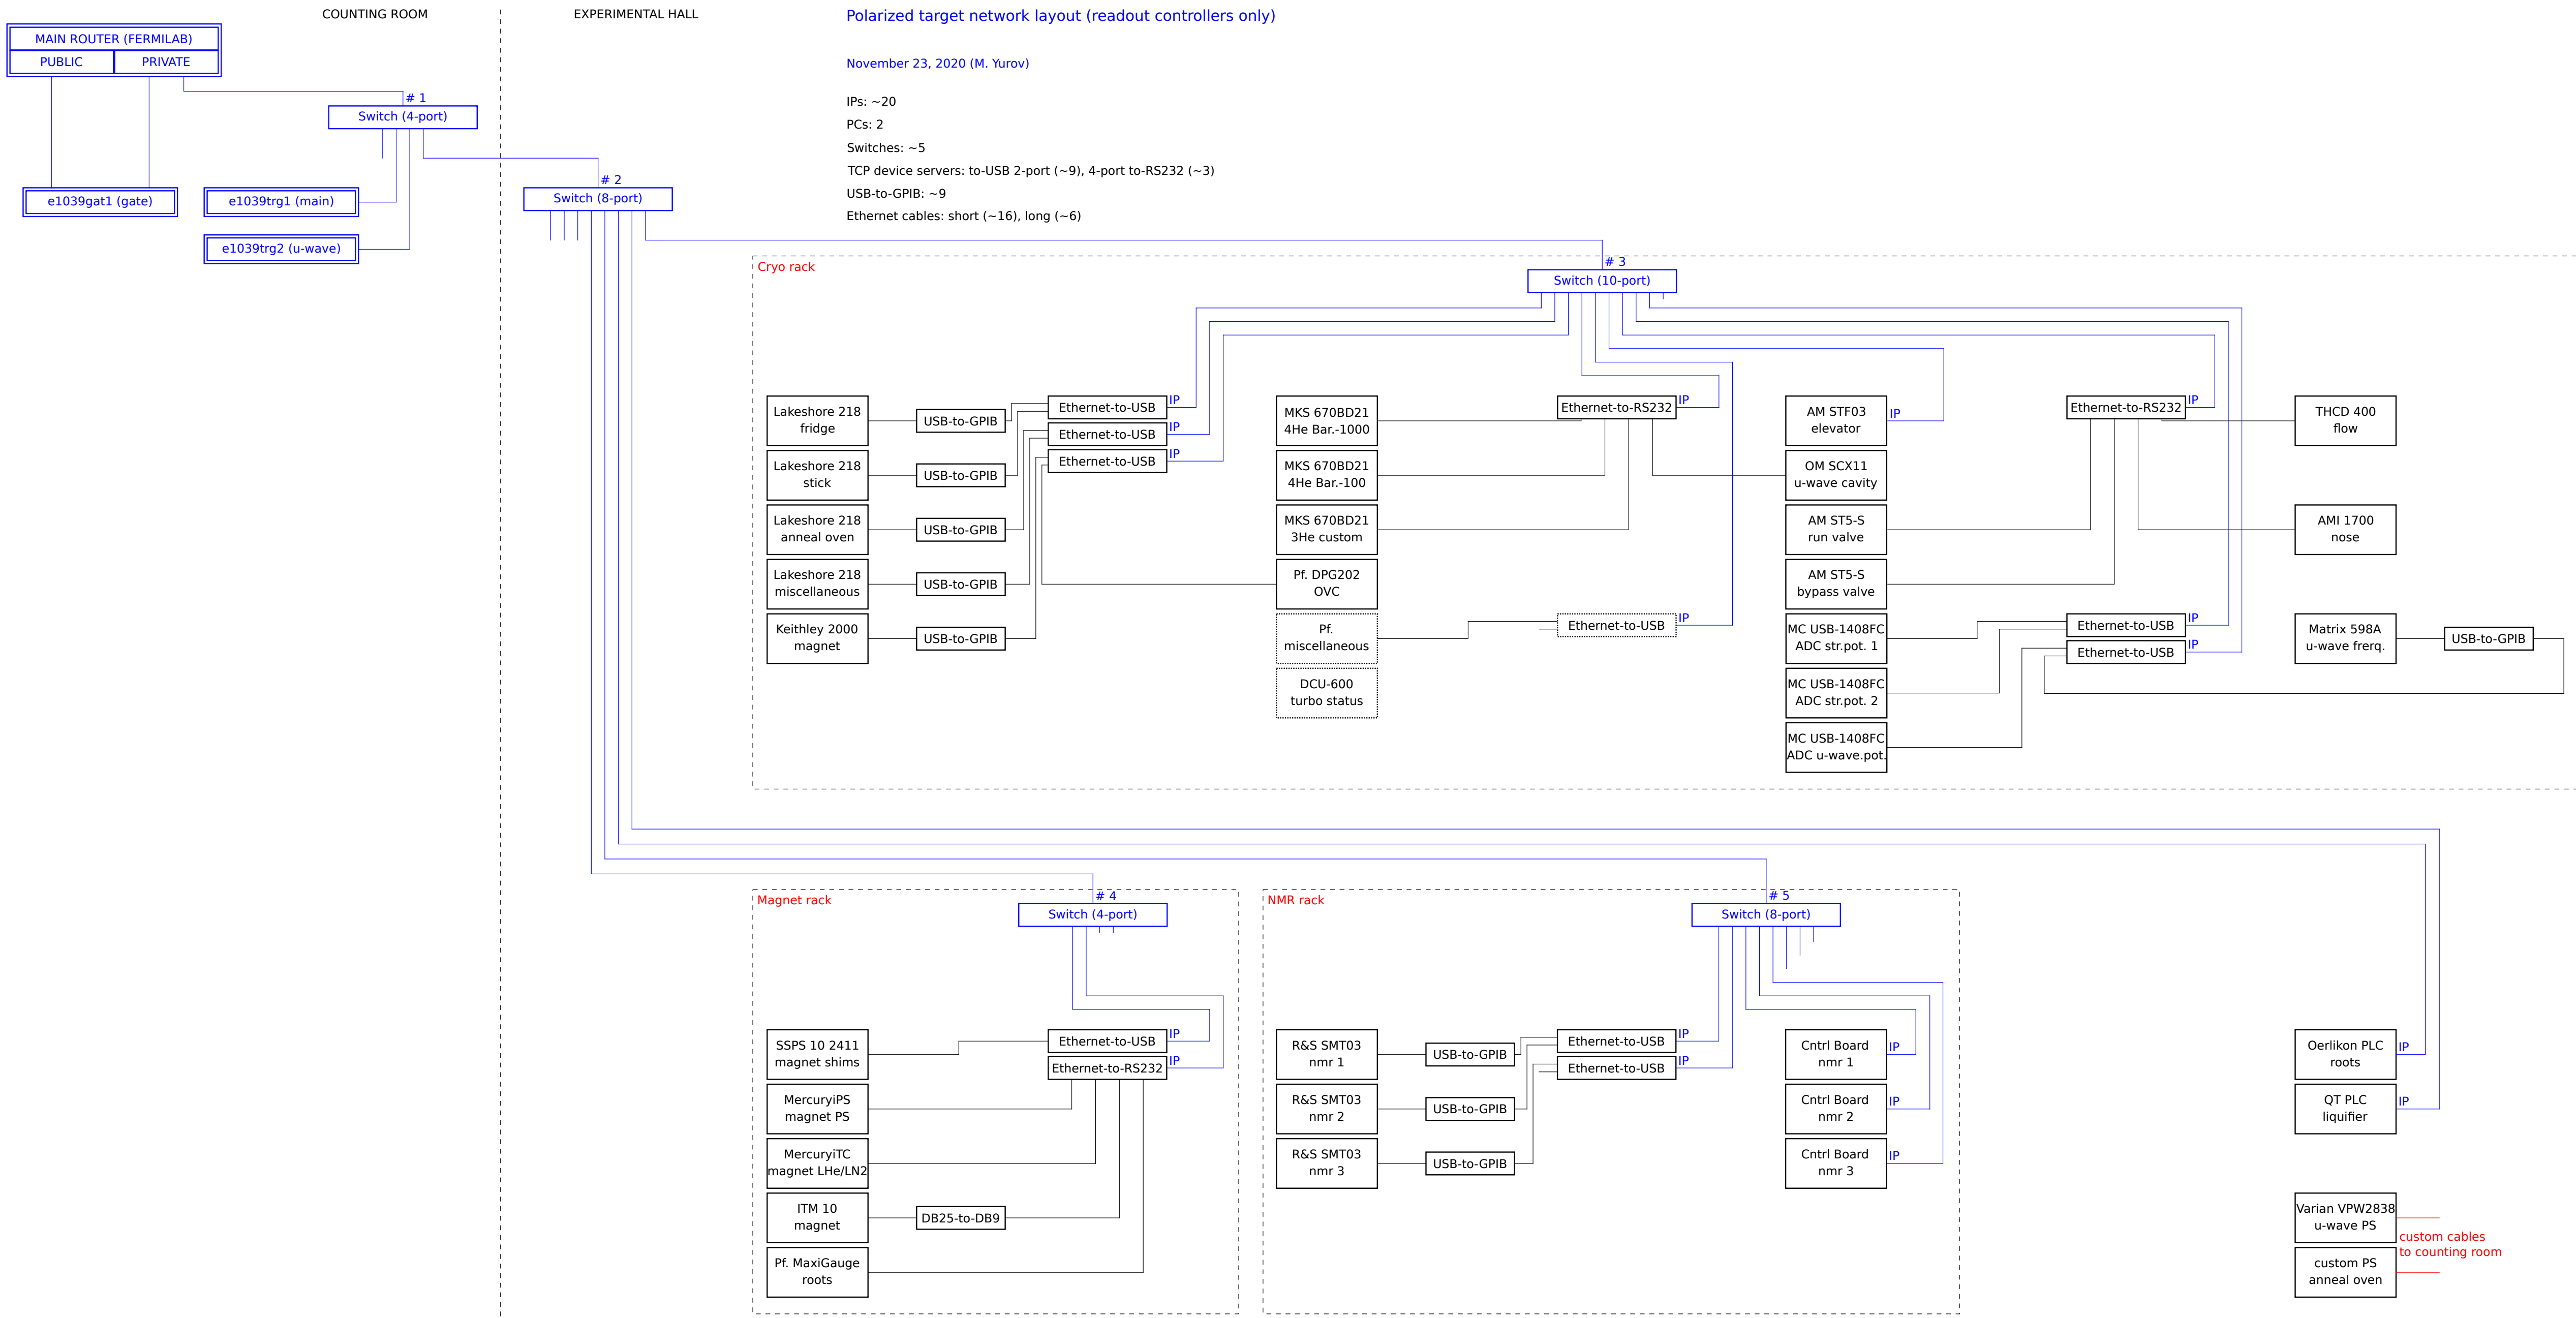 COUNTING ROOM
EXPERIMENTAL HALL
Polarized target network layout (readout controllers only)
MAIN ROUTER (FERMILAB)
PUBLIC
PRIVATE
November 23, 2020 (M. Yurov)
# 1
Switch (4-port)
IPs: ~20
PCs: 2
Switches: ~5
TCP device servers: to-USB 2-port (~9), 4-port to-RS232 (~3)
USB-to-GPIB: ~9
Ethernet cables: short (~16), long (~6)
# 2
Switch (8-port)
e1039gat1 (gate)
e1039trg1 (main)
e1039trg2 (u-wave)
Cryo rack
# 3
Switch (10-port)
Lakeshore 218
fridge
USB-to-GPIB
Ethernet-to-USB
IP
Lakeshore 218
stick
USB-to-GPIB
Ethernet-to-USB
IP
Lakeshore 218
anneal oven
USB-to-GPIB
Ethernet-to-USB
IP
Lakeshore 218
miscellaneous
USB-to-GPIB
Keithley 2000
magnet
USB-to-GPIB
MKS 670BD21
4He Bar.-1000
Ethernet-to-RS232
IP
MKS 670BD21
4He Bar.-100
MKS 670BD21
3He custom
Pf. DPG202
OVC
Pf.
miscellaneous
Ethernet-to-USB
IP
DCU-600
turbo status
AM STF03
elevator
IP
OM SCX11
u-wave cavity
AM ST5-S
run valve
AM ST5-S
bypass valve
MC USB-1408FC
ADC str.pot. 1
MC USB-1408FC
ADC str.pot. 2
MC USB-1408FC
ADC u-wave.pot.
Ethernet-to-RS232
IP
Ethernet-to-USB
IP
Ethernet-to-USB
IP
THCD 400
flow
AMI 1700
nose
Matrix 598A
u-wave frerq.
USB-to-GPIB
Magnet rack
# 4
Switch (4-port)
SSPS 10 2411
magnet shims
Ethernet-to-USB
IP
Ethernet-to-RS232
IP
MercuryiPS
magnet PS
MercuryiTC
magnet LHe/LN2
ITM 10
magnet
DB25-to-DB9
Pf. MaxiGauge
roots
NMR rack
# 5
Switch (8-port)
R&S SMT03
nmr 1
USB-to-GPIB
Ethernet-to-USB
IP
Ethernet-to-USB
IP
R&S SMT03
nmr 2
USB-to-GPIB
R&S SMT03
nmr 3
USB-to-GPIB
Cntrl Board
nmr 1
IP
Cntrl Board
nmr 2
IP
Cntrl Board
nmr 3
IP
Oerlikon PLC
roots
IP
QT PLC
liquifier
IP
Varian VPW2838
u-wave PS
custom cables
to counting room
custom PS
anneal oven